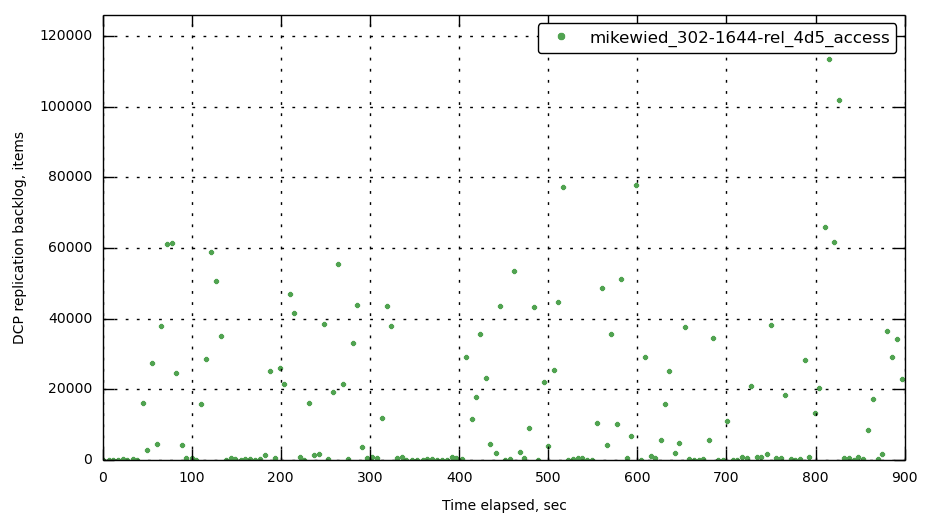 mikewied_302-1644-rel_4d5_access
120000
100000
80000
60000
40000
20000
0
DCP replication backlog, items
0 100 200 300 400 500 600 700 800 900
Time elapsed, sec